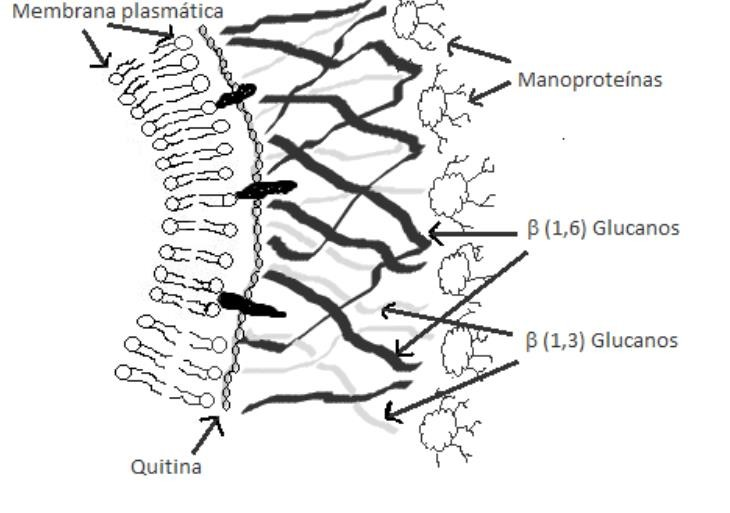 Membrana plasmática
Manoproteínas
β (1,6) Glucanos
β (1,3) Glucanos
Quitina